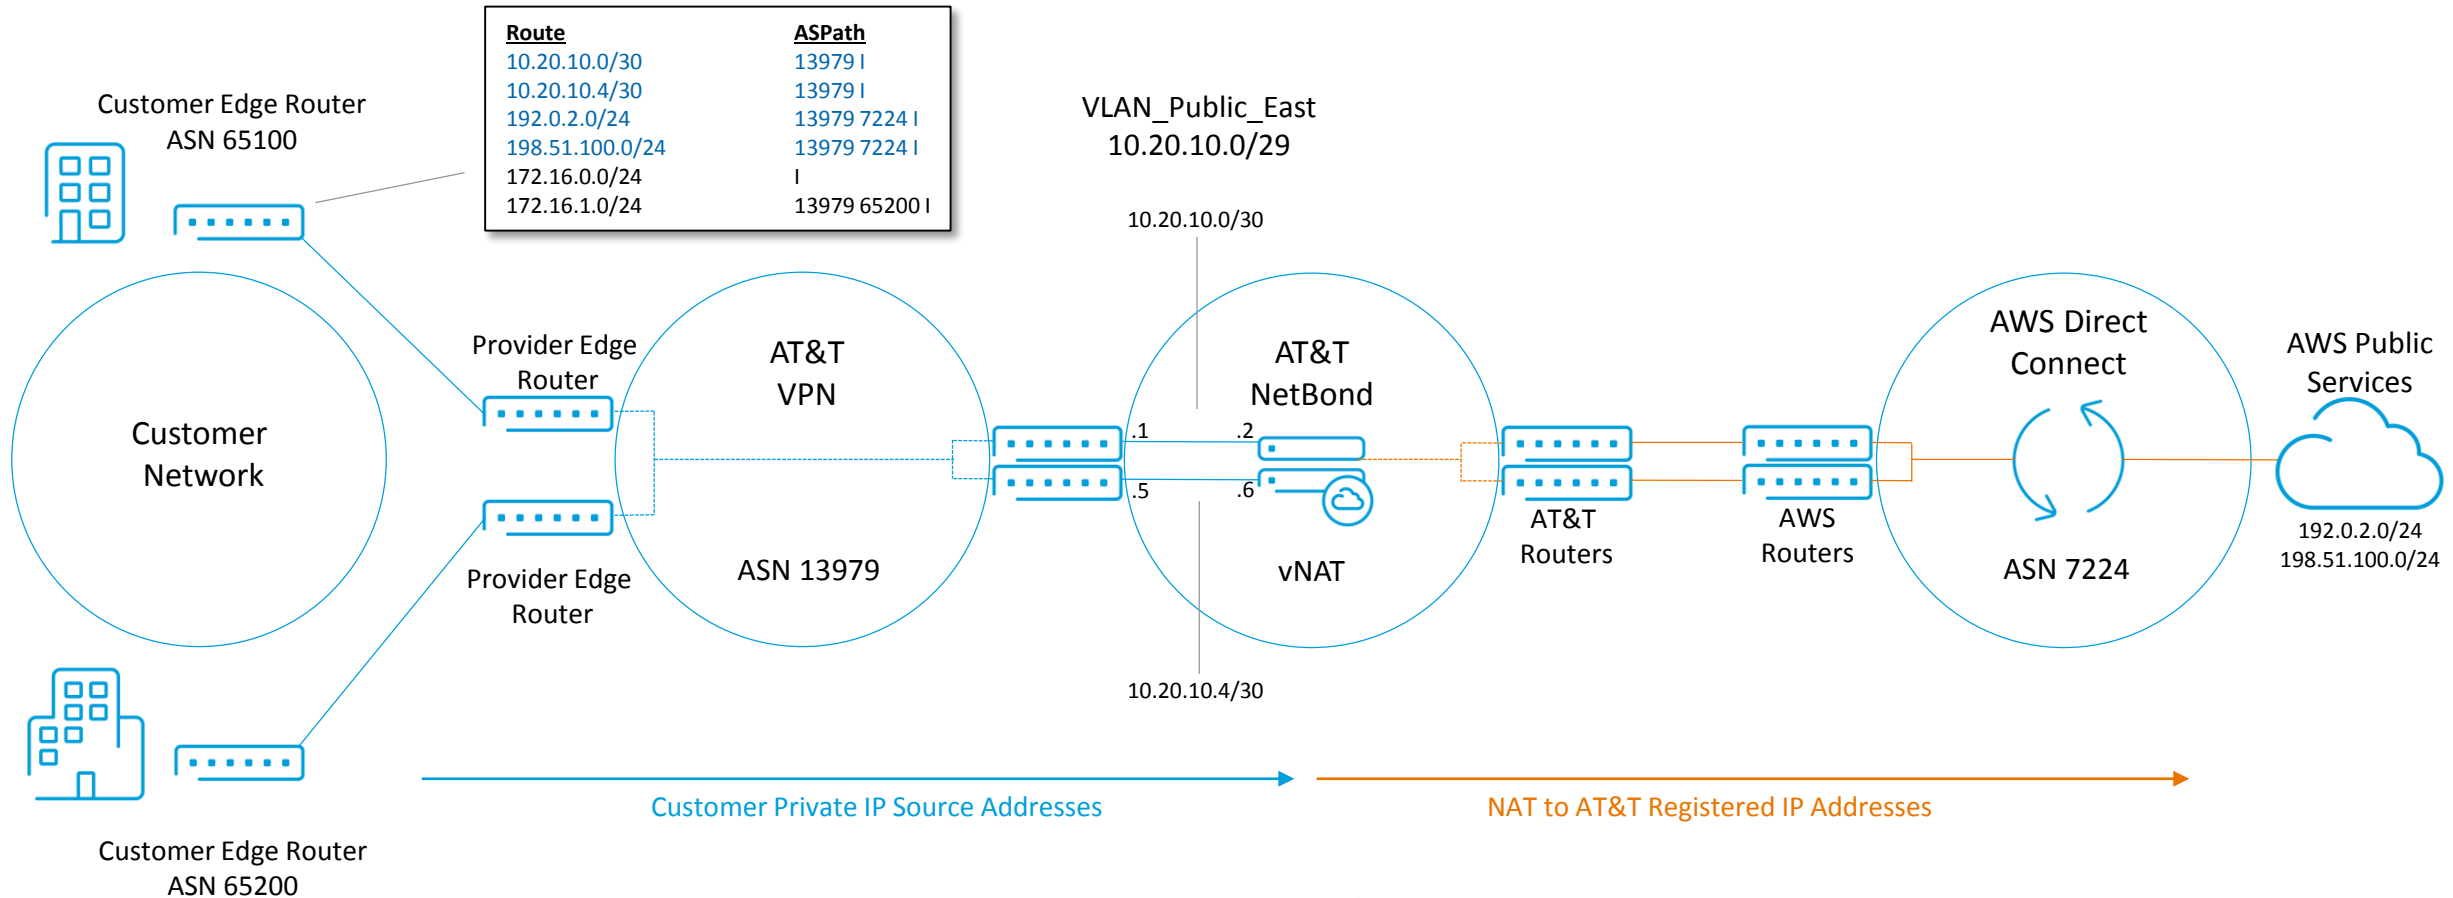 Route ASPath
10.20.10.0/30 13979 I
10.20.10.4/30 13979 I
192.0.2.0/24 13979 7224 I
198.51.100.0/24 13979 7224 I
172.16.0.0/24 I
172.16.1.0/24 13979 65200 I
Customer Edge Router
ASN 65100
VLAN_Public_East
10.20.10.0/29
10.20.10.0/30
Customer
Network
Provider Edge
Router
Provider Edge
Router
AT&T
VPN
ASN 13979
.1
.2
.5
.6
AT&T
NetBond
vNAT
10.20.10.4/30
AT&T
Routers
AWS
Routers
AWS Direct
Connect
ASN 7224
AWS Public
Services
192.0.2.0/24
198.51.100.0/24
Customer Private IP Source Addresses
NAT to AT&T Registered IP Addresses
Customer Edge Router
ASN 65200